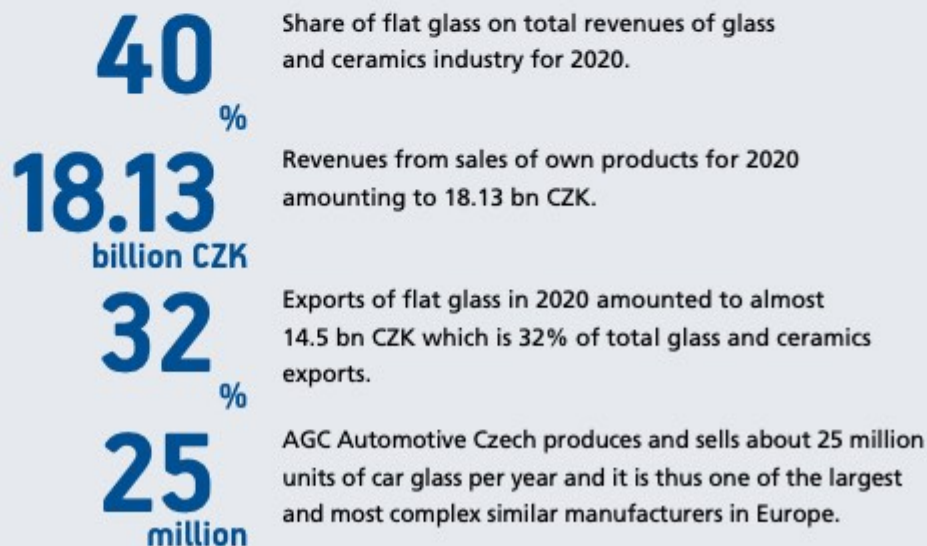 40
%
Share of flat glass on total revenues of glass
and ceramics industry for 2020.
18.13
billion CZK
Revenues from sales of own products for 2020
amounting to 18.13 bn CZK.
32
%
Exports of flat glass in 2020 amounted to almost
14.5 bn CZK which is 32% of total glass and ceramics
exports.
25
million
AGC Automotive Czech produces and sells about 25 million
units of car glass per year and it is thus one of the largest
and most complex similar manufacturers in Europe.